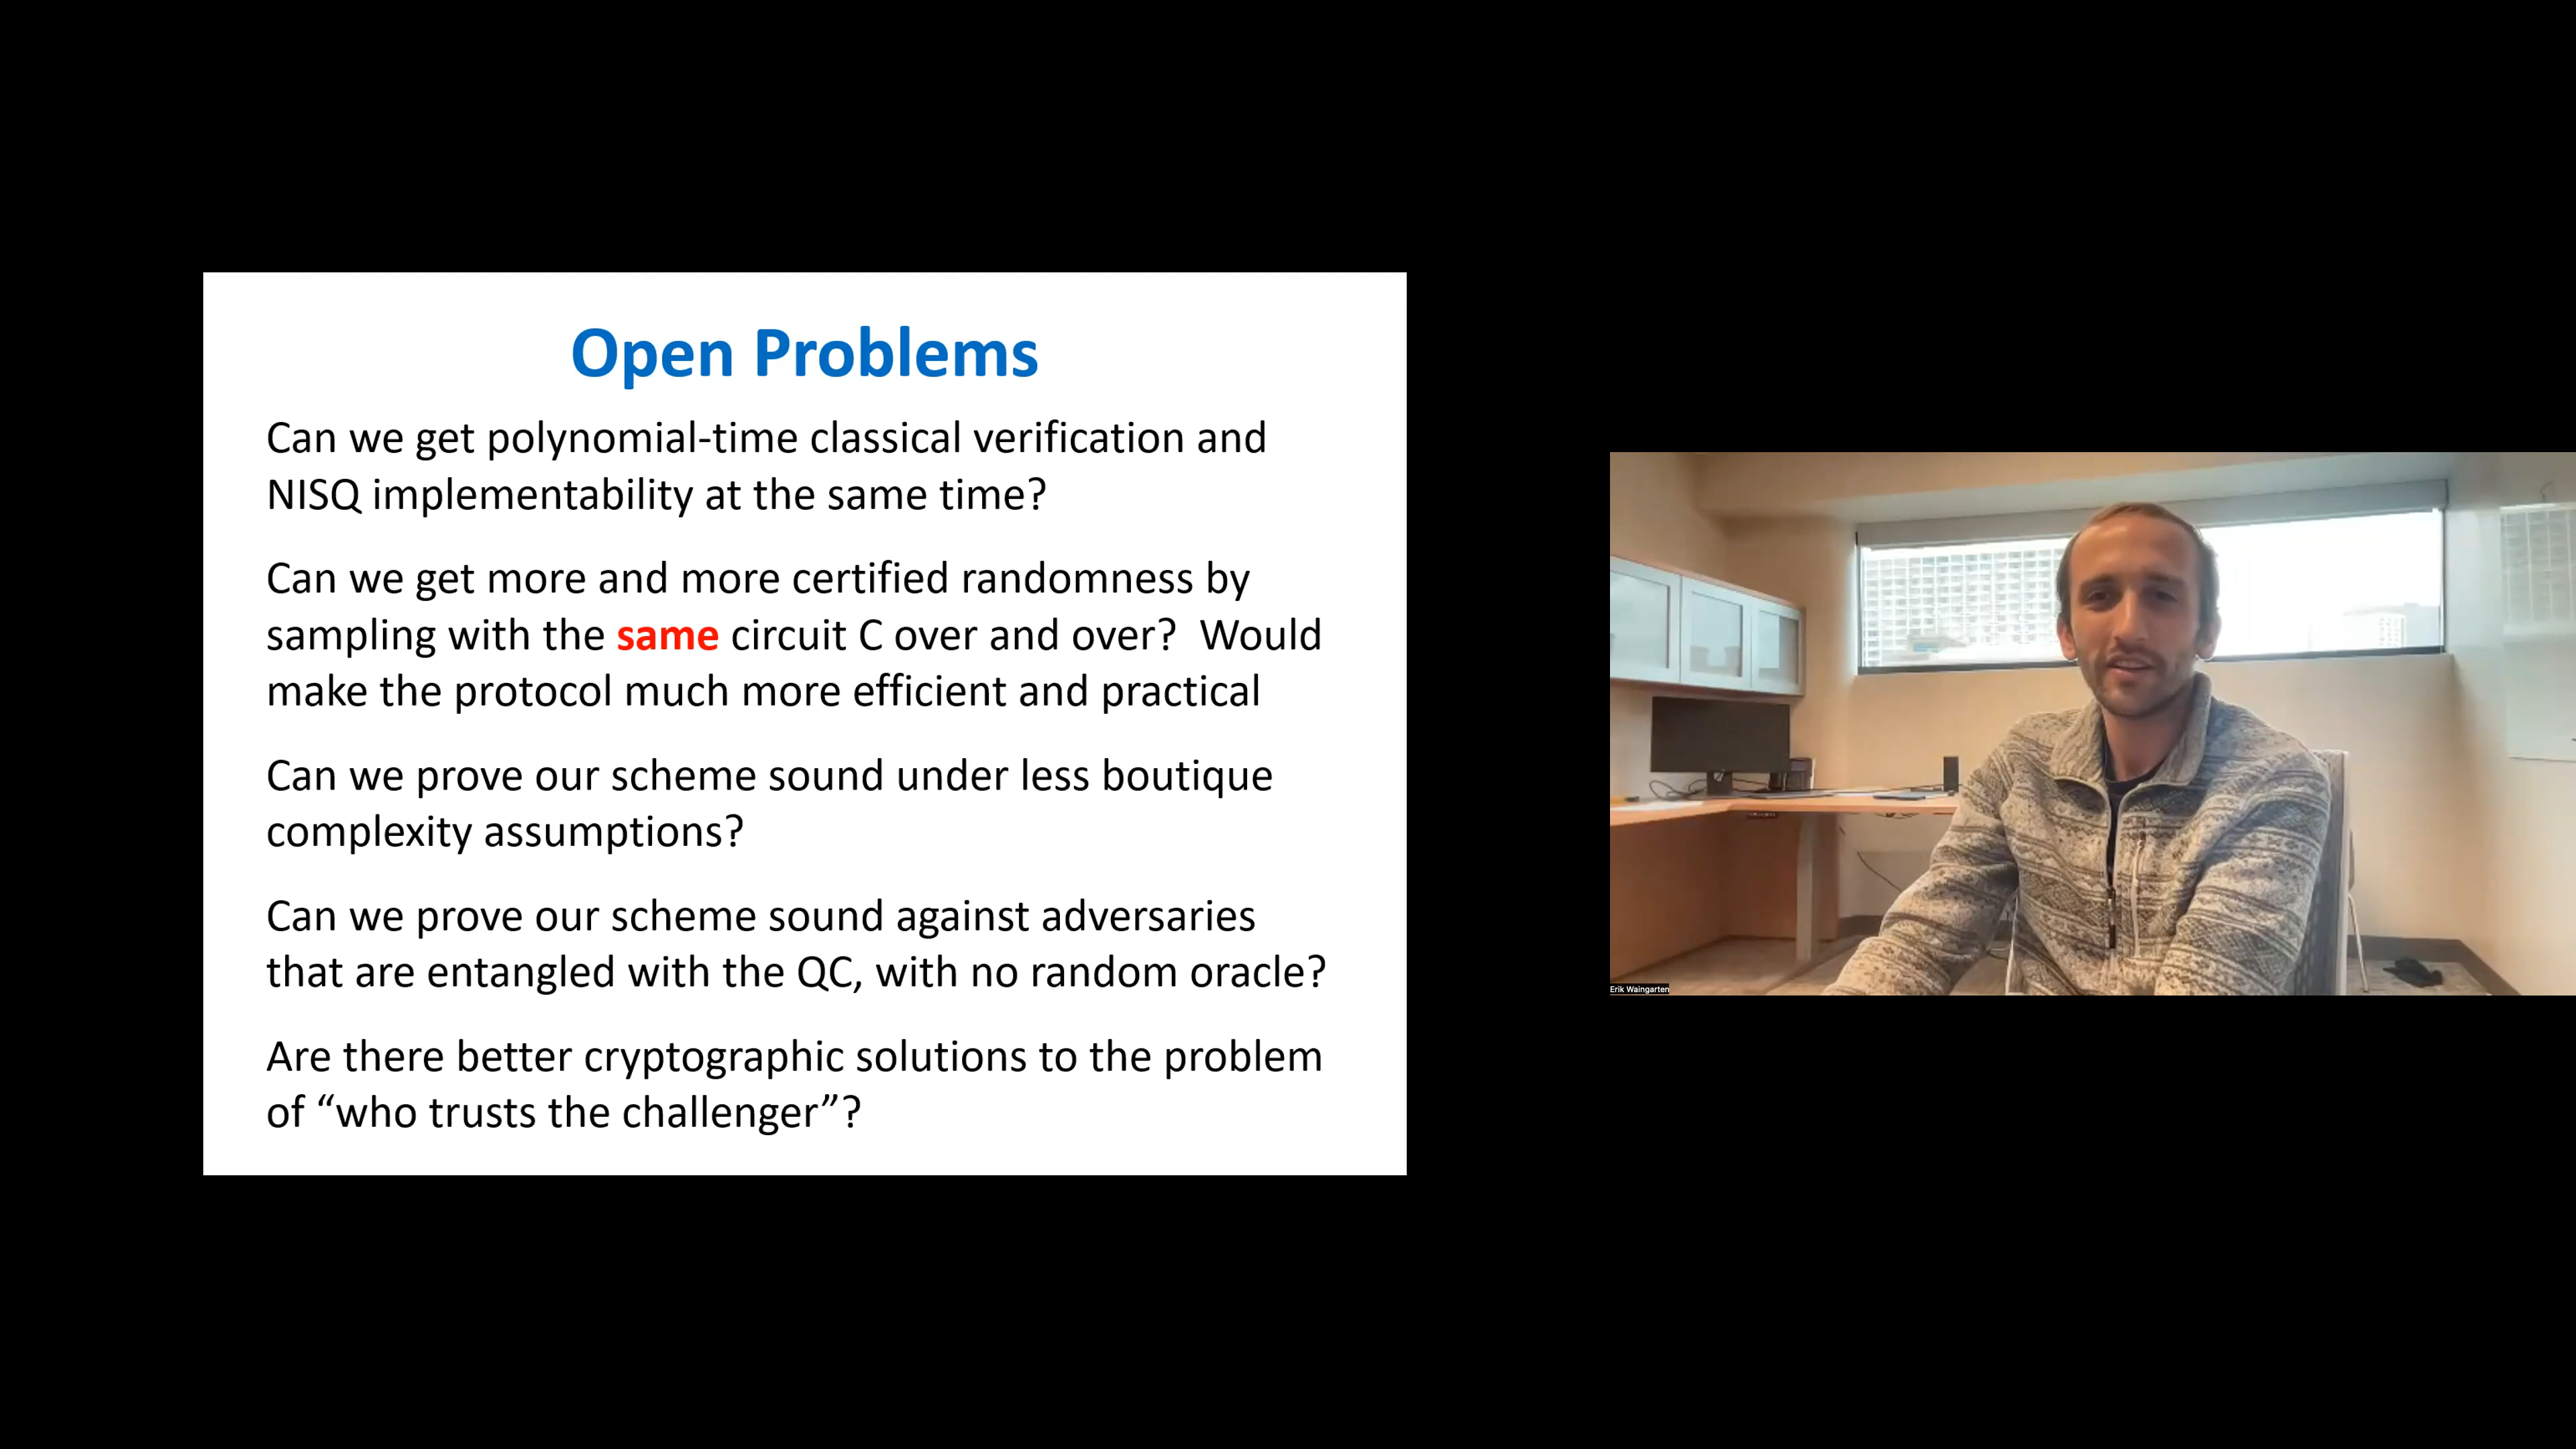 Open Problems
Can we get polynomial-time classical verification and
NISQ implementability at the same time?
Can we get more and more certified randomness by
sampling with the same circuit C over and over?  Would
make the protocol much more efficient and practical
Can we prove our scheme sound under less boutique
complexity assumptions?
Can we prove our scheme sound against adversaries
that are entangled with the QC, with no random oracle?
Are there better cryptographic solutions to the problem
of “who trusts the challenger”?
Erik Waingarten